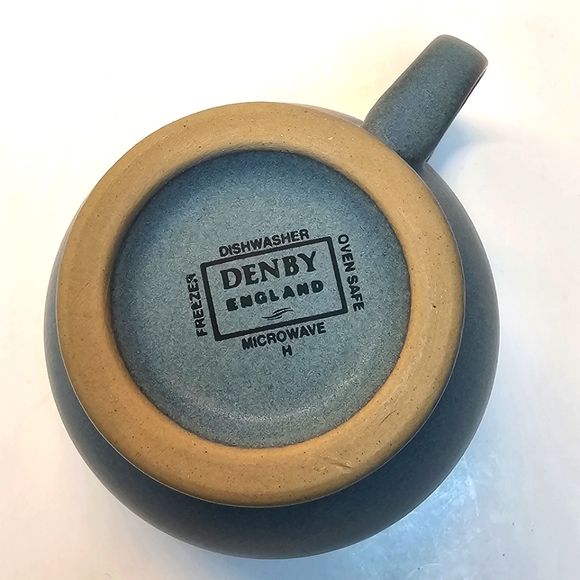 DISHWASHER
FREEZER
DENBY
ENGLAND
OVEN SAFE
MICROWAVE
H